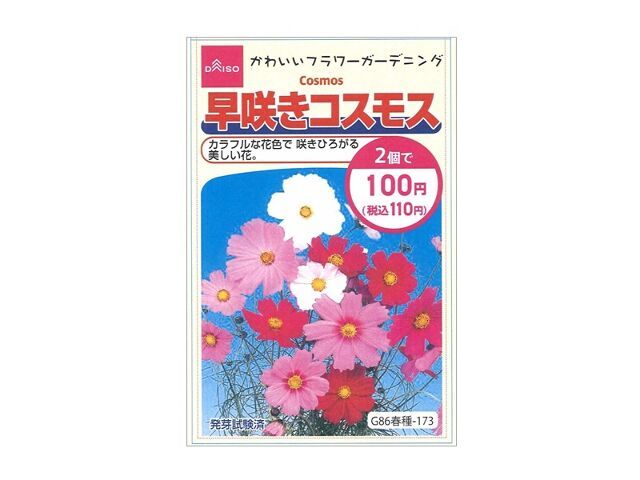 DAISO
かわいいフラワーガーデニング
Cosmos
早咲きコスモス
カラフルな花色で 咲きひろがる
美しい花。
2個で
100円
(税込110円)
発芽試験済
G86春種-173